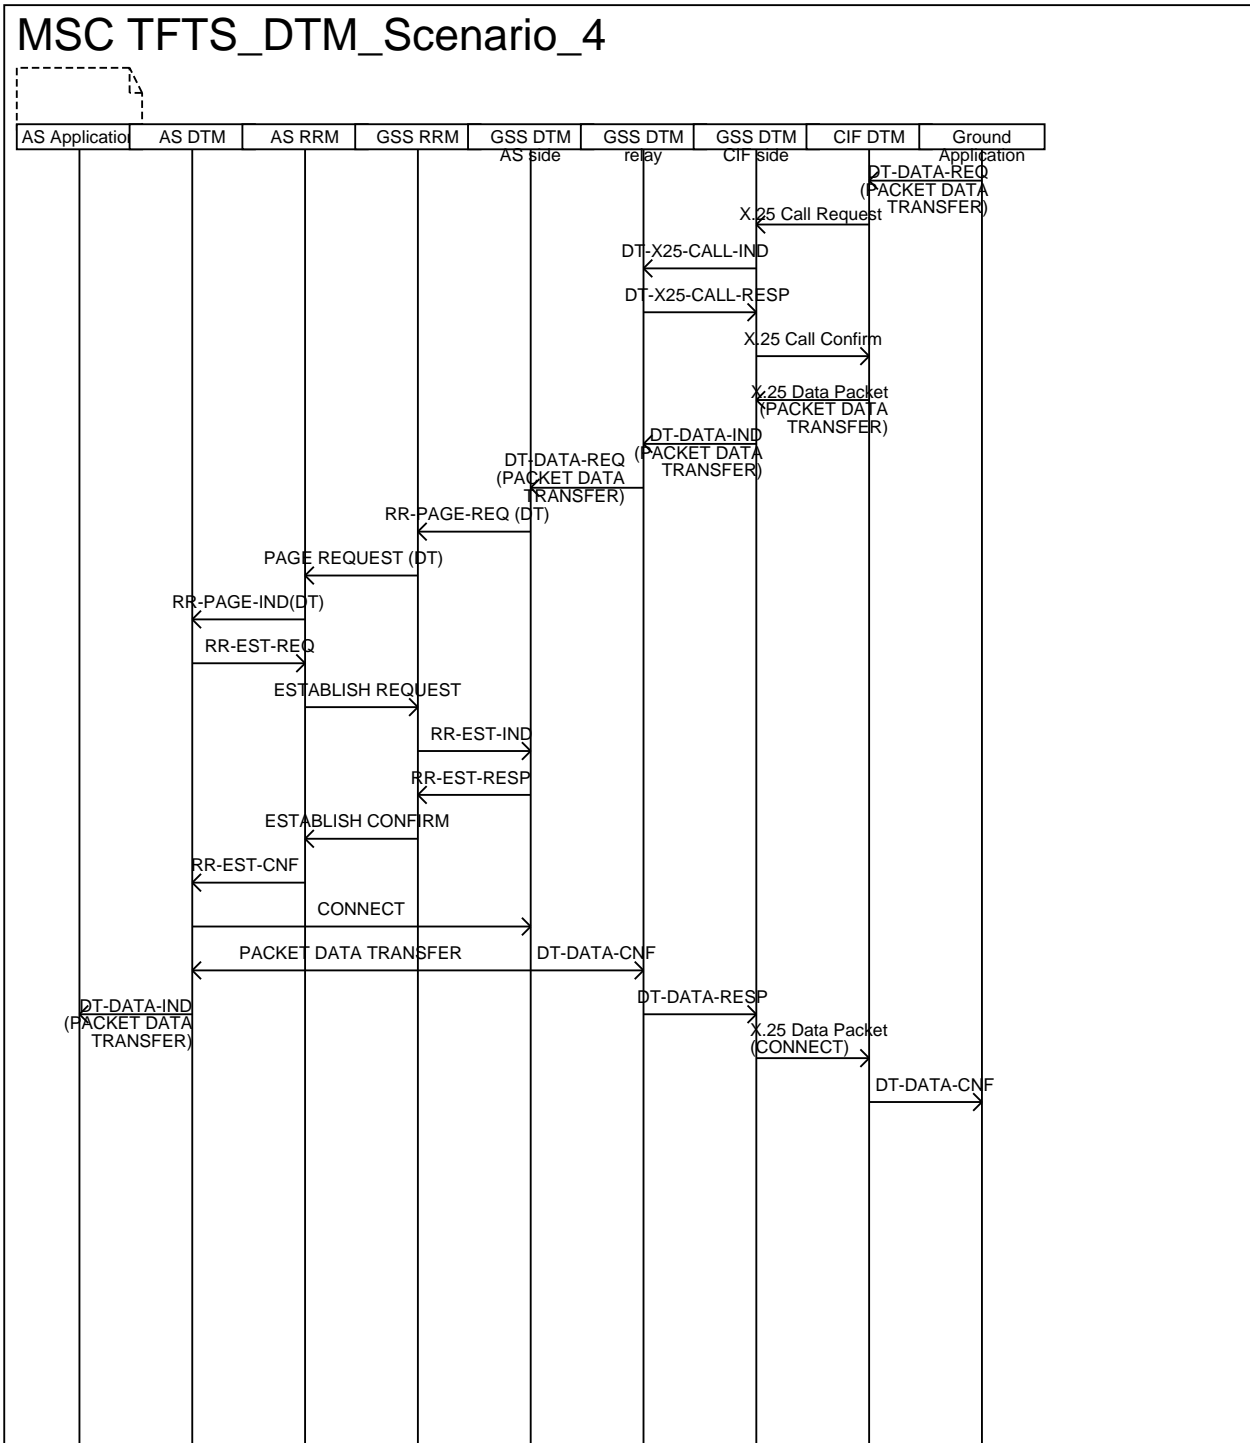 MSC TFTS_DTM_Scenario_4
AS Application
AS DTM
AS RRM
GSS RRM
GSS DTM
AS side
GSS DTM
relay
GSS DTM
CIF side
CIF DTM
Ground
Application
DT-DATA-REQ
(PACKET DATA
TRANSFER)
X.25 Call Request
DT-X25-CALL-IND
DT-X25-CALL-RESP
X.25 Call Confirm
X.25 Data Packet
(PACKET DATA
TRANSFER)
DT-DATA-IND
(PACKET DATA
TRANSFER)
DT-DATA-REQ
(PACKET DATA
TRANSFER)
RR-PAGE-REQ (DT)
PAGE REQUEST (DT)
RR-PAGE-IND(DT)
RR-EST-REQ
ESTABLISH REQUEST
RR-EST-IND
RR-EST-RESP
ESTABLISH CONFIRM
RR-EST-CNF
CONNECT
PACKET DATA TRANSFER
DT-DATA-CNF
DT-DATA-IND
(PACKET DATA
TRANSFER)
DT-DATA-RESP
X.25 Data Packet
(CONNECT)
DT-DATA-CNF